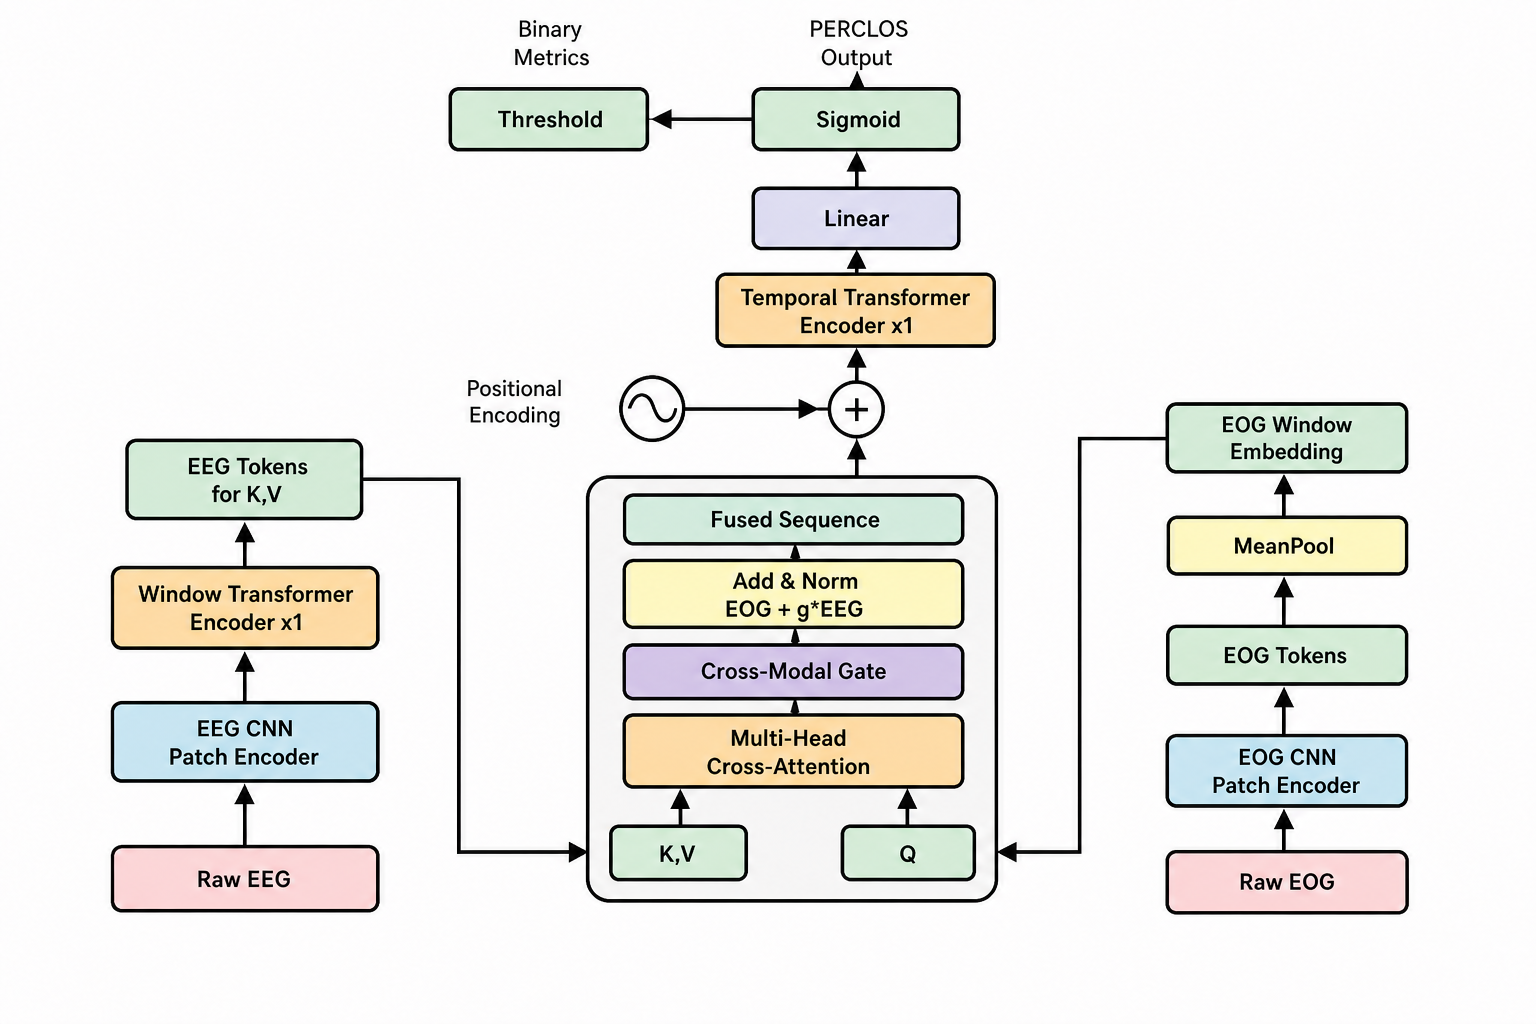 Binary
Metrics
PERCLOS
Output
Threshold
Sigmoid
Linear
Temporal Transformer
Encoder x1
Positional
Encoding
+
EEG Tokens
for K,V
Window Transformer
Encoder x1
EEG CNN
Patch Encoder
Raw EEG
Fused Sequence
Add & Norm
EOG + g*EEG
Cross-Modal Gate
Multi-Head
Cross-Attention
K,V
Q
EOG Window
Embedding
MeanPool
EOG Tokens
EOG CNN
Patch Encoder
Raw EOG